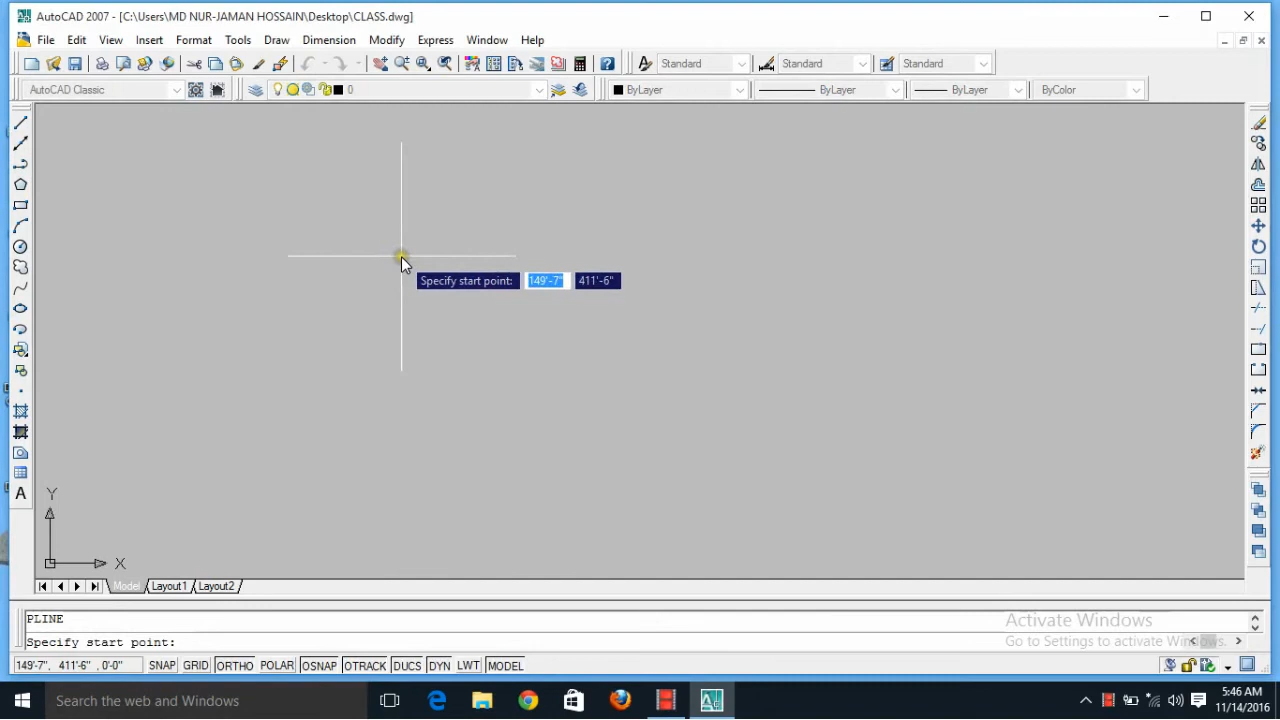 AutoCAD 2007 - [C:\Users\MD NUR-JAMAN HOSSAIN\Desktop\CLASS.dwg]
File Edit View Insert Format Tools Draw Dimension Modify Express Window Help
Standard Standard Standard
AutoCAD Classic 0 ByLayer ByLayer ByLayer ByColor
Specify start point: 149'-7" 411'-6"
A
Y
X
Model Layout1 Layout2
PLINE
Specify start point:
Activate Windows
Go to Settings to activate Windows.
149'-7", 411'-6" , 0'-0" SNAP GRID ORTHO POLAR OSNAP OTRACK DUCS DYN LWT MODEL
Search the web and Windows
5:46 AM
11/14/2016